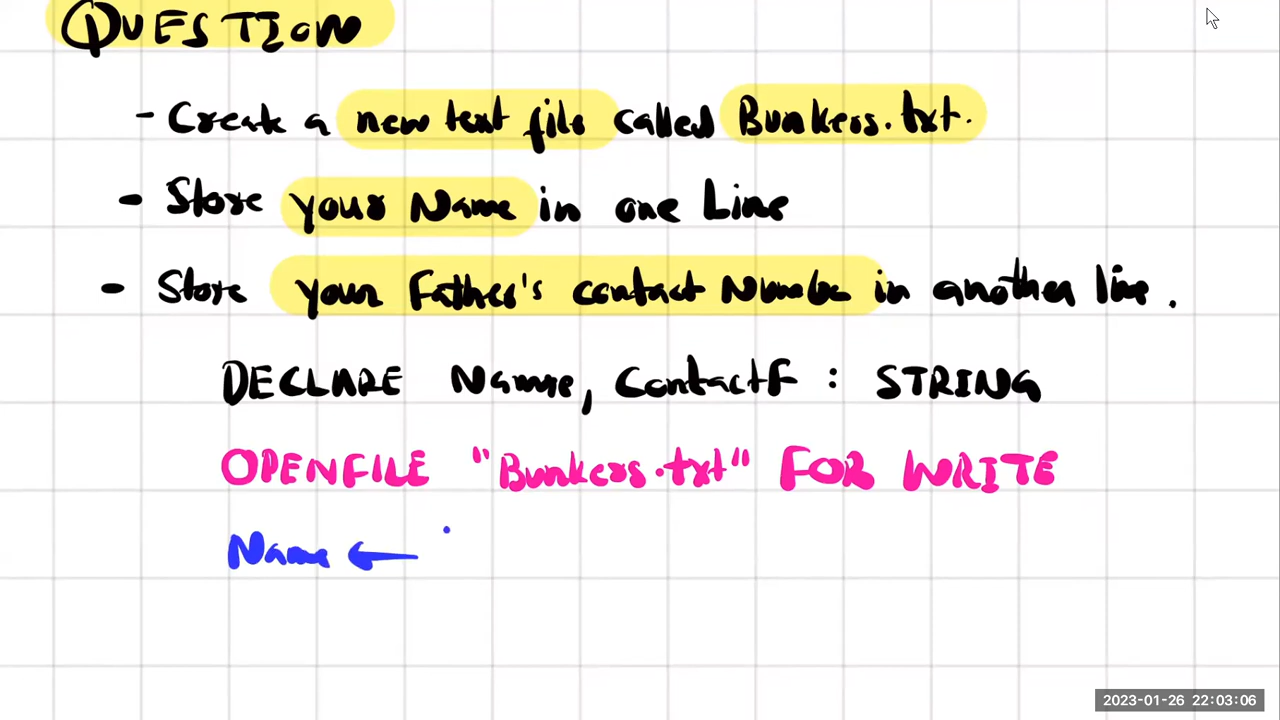 QUESTION
- Create a new text file called Bunkers.txt.
- Store your Name in one Line
- Store your Father's contact Number in another line.
DECLARE Name, ContactF : STRING
OPENFILE "Bunkers.txt" FOR WRITE
Name ←
2023-01-26 22:03:06